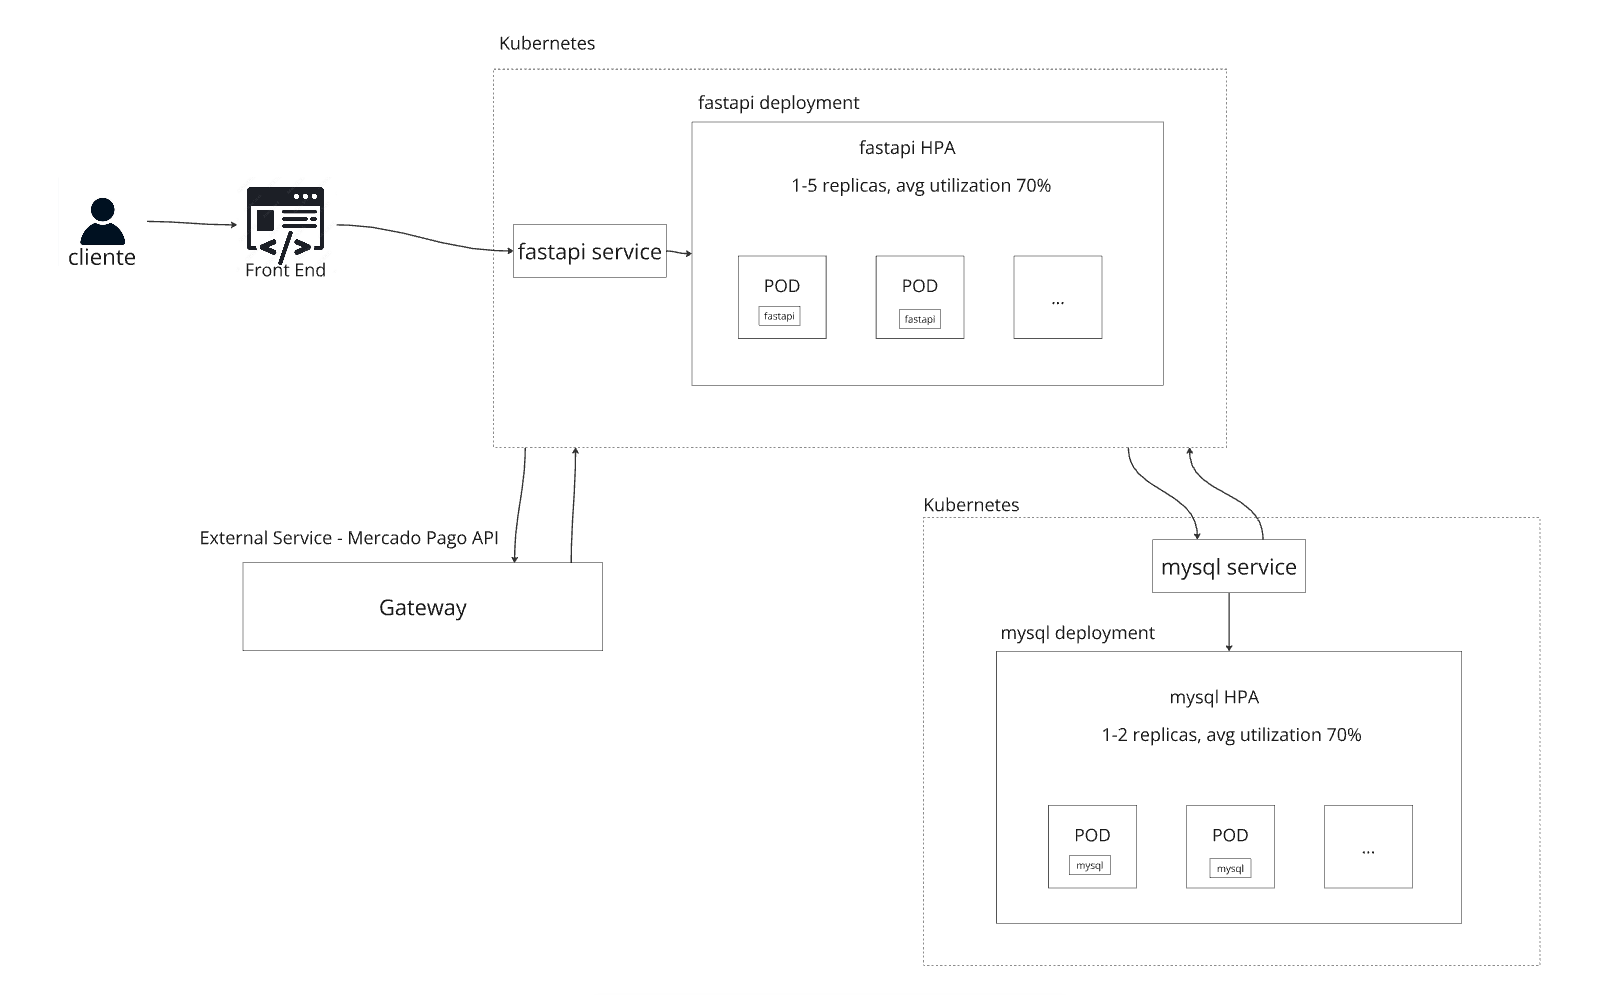 Kubernetes
fastapi deployment
fastapi HPA
1-5 replicas, avg utilization 70%
cliente
Front End
fastapi service
POD
fastapi
POD
fastapi
...
External Service - Mercado Pago API
Gateway
Kubernetes
mysql service
mysql deployment
mysql HPA
1-2 replicas, avg utilization 70%
POD
mysql
POD
mysql
...